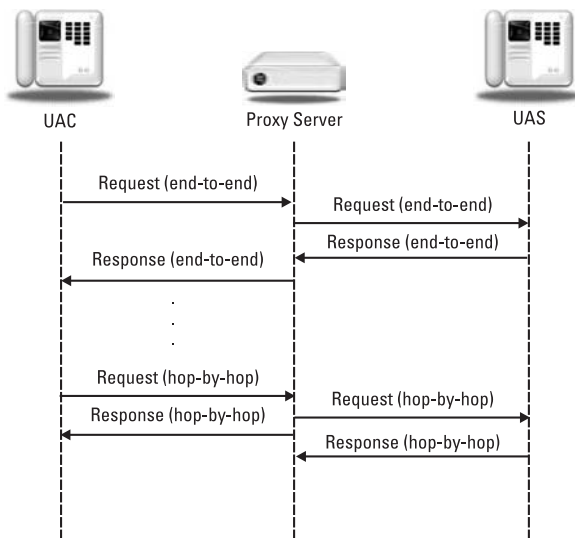 UAC
Proxy Server
UAS
Request (end-to-end)
Request (end-to-end)
Response (end-to-end)
Response (end-to-end)
.
.
.
Request (hop-by-hop)
Request (hop-by-hop)
Response (hop-by-hop)
Response (hop-by-hop)